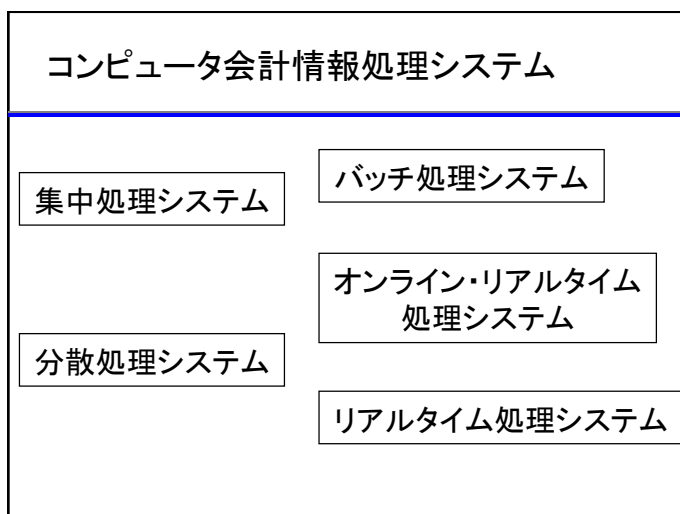 コンピュータ会計情報処理システム
集中処理システム
バッチ処理システム
オンライン・リアルタイム
処理システム
分散処理システム
リアルタイム処理システム